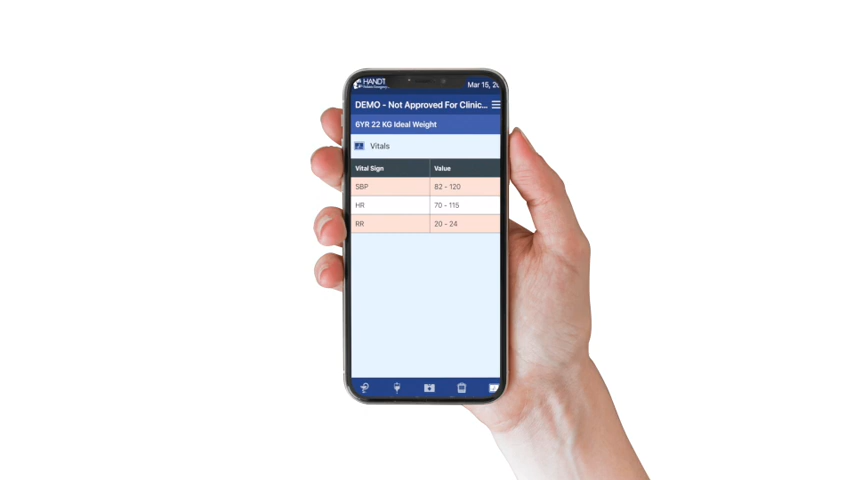 HANDT
Mar 15, 20
DEMO - Not Approved For Clinic...
6YR 22 KG Ideal Weight
Vitals
Vital Sign Value
SBP 82 - 120
HR 70 - 115
RR 20 - 24